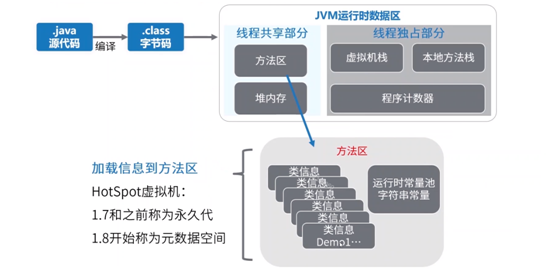 JVM运行时数据区
.java
源代码
编译
.class
字节码
线程共享部分
方法区
堆内存
线程独占部分
虚拟机栈
本地方法栈
程序计数器
加载信息到方法区
HotSpot虚拟机：
1.7和之前称为永久代
1.8开始称为元数据空间
方法区
类信息
类信息
类信息
类信息
类信息
类信息
Demo1...
运行时常量池
字符串常量